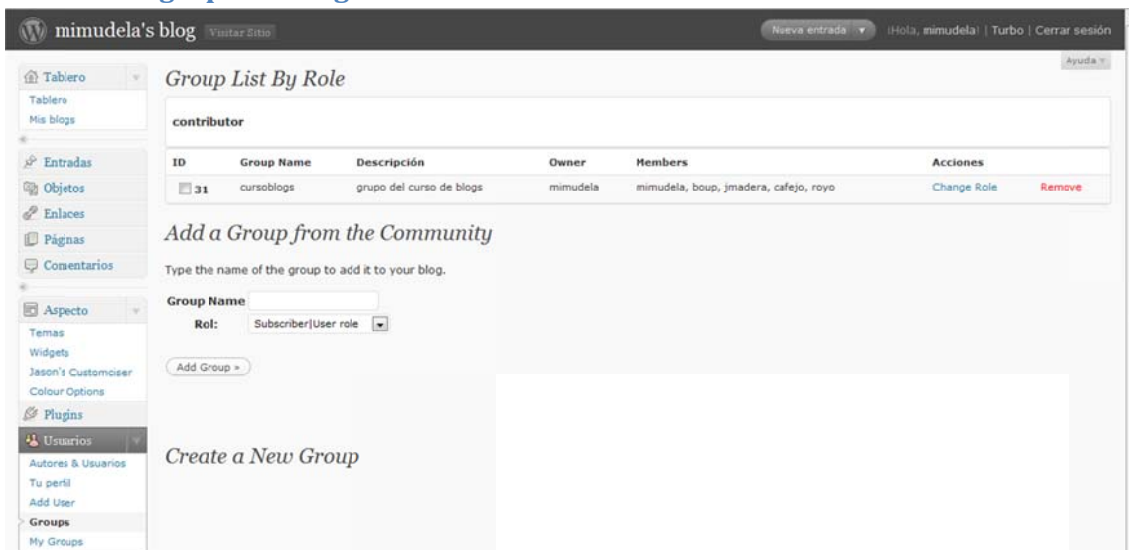 mimudela's blog Visitar Sitio Nueva entrada ¡Hola, mimudela! | Turbo | Cerrar sesión
Ayuda
Tablero
Tablero
Mis blogs
Entradas
Objetos
Enlaces
Páginas
Comentarios
Aspecto
Temas
Widgets
Jason's Customciser
Colour Options
Plugins
Usuarios
Autores & Usuarios
Tu perfil
Add User
Groups
My Groups
Group List By Role
contributor
ID Group Name Descripción Owner Members Acciones
31 cursoblogs grupo del curso de blogs mimudela mimudela, boup, jmadera, cafejo, royo Change Role Remove
Add a Group from the Community
Type the name of the group to add it to your blog.
Group Name
Rol: Subscriber|User role
Add Group »
Create a New Group